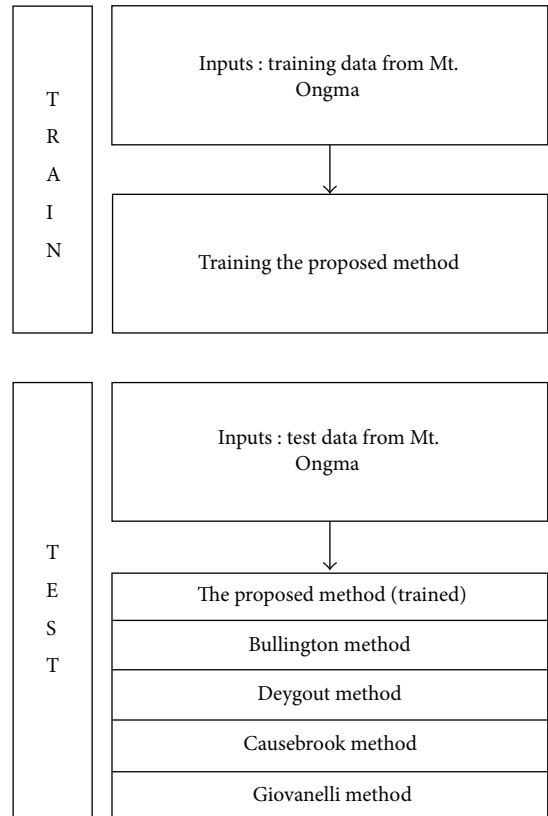 T
R
A
I
N
Inputs : training data from Mt.
Ongma
Training the proposed method
T
E
S
T
Inputs : test data from Mt.
Ongma
The proposed method (trained)
Bullington method
Deygout method
Causebrook method
Giovanelli method